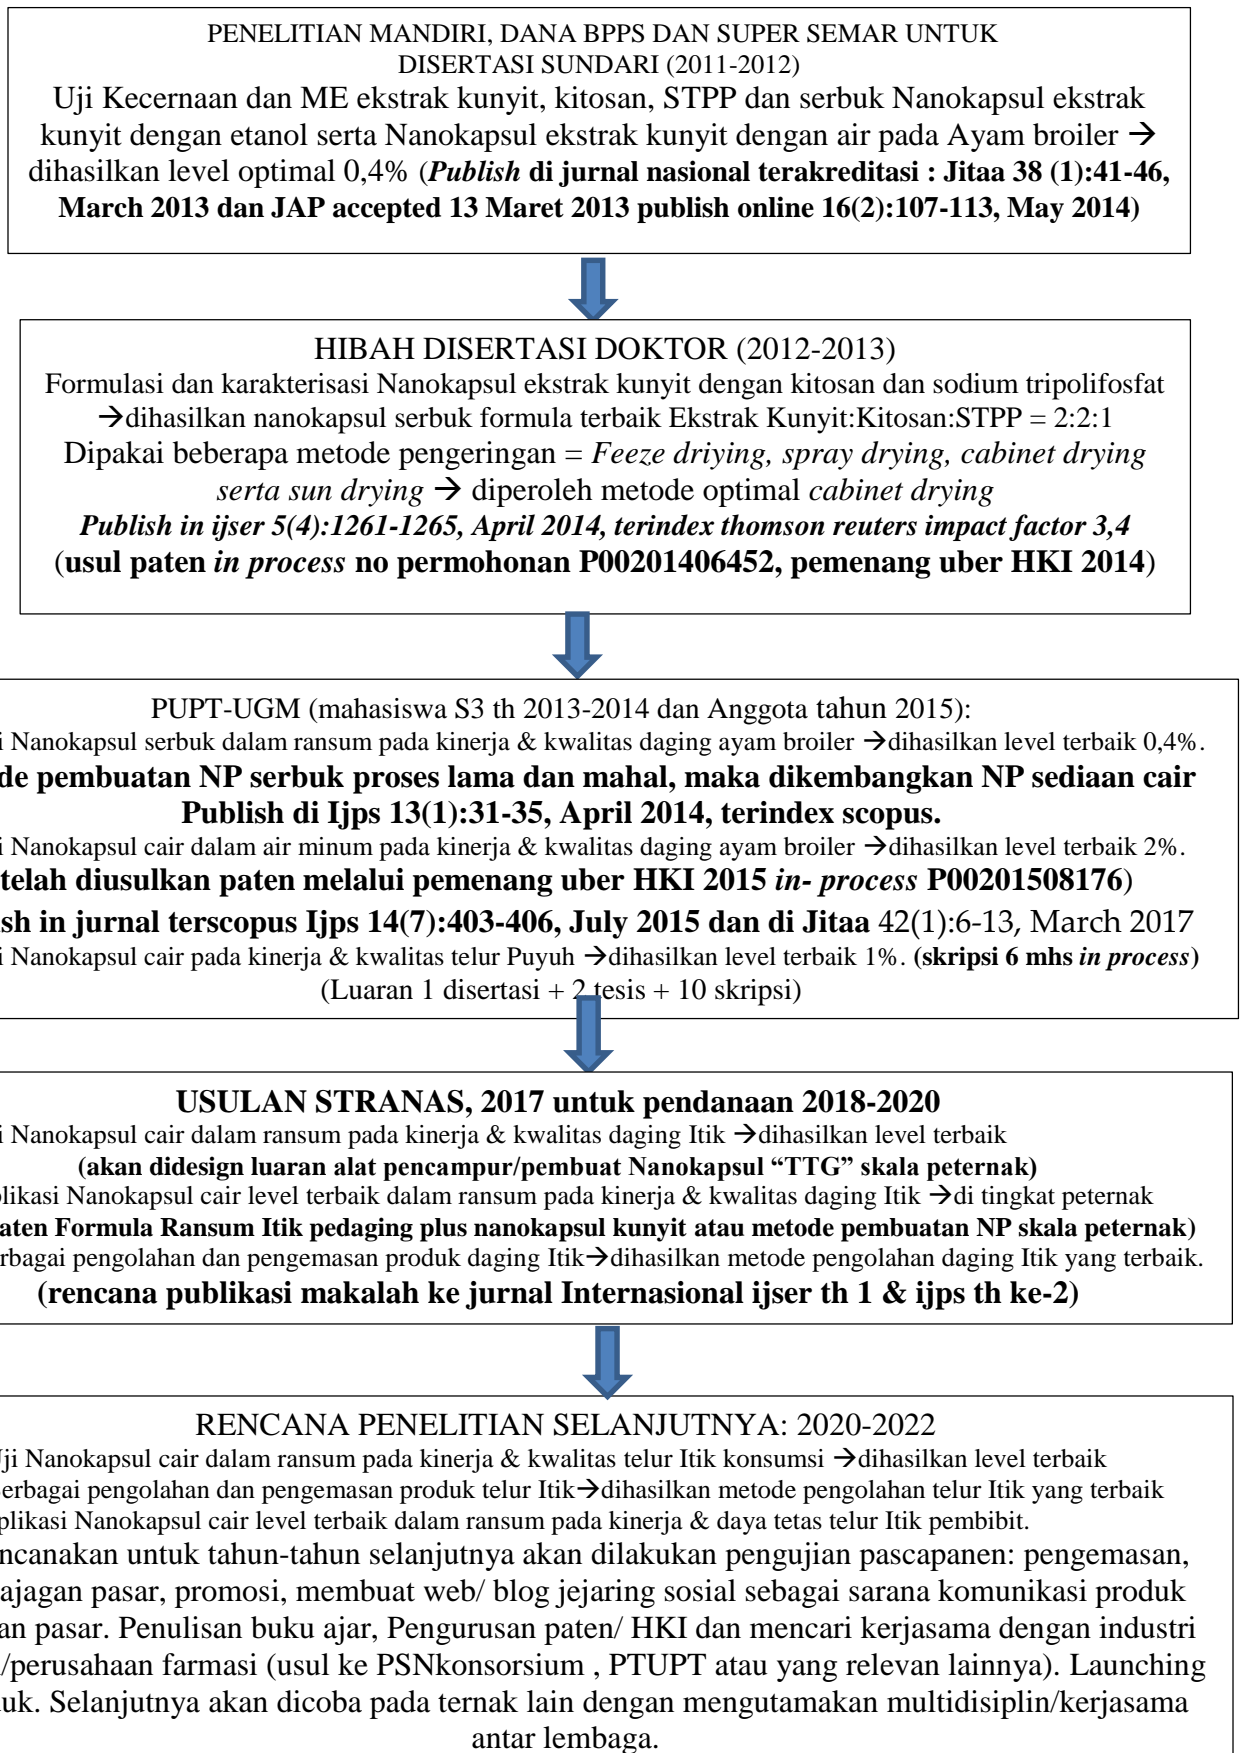 PENELITIAN MANDIRI, DANA BPPS DAN SUPER SEMAR UNTUK
DISERTASI SUNDARI (2011-2012)
Uji Kecernaan dan ME ekstrak kunyit, kitosan, STPP dan serbuk Nanokapsul ekstrak
kunyit dengan etanol serta Nanokapsul ekstrak kunyit dengan air pada Ayam broiler →
dihasilkan level optimal 0,4% (Publish di jurnal nasional terakreditasi : Jitaa 38 (1):41-46,
March 2013 dan JAP accepted 13 Maret 2013 publish online 16(2):107-113, May 2014)
HIBAH DISERTASI DOKTOR (2012-2013)
Formulasi dan karakterisasi Nanokapsul ekstrak kunyit dengan kitosan dan sodium tripolifosfat
→dihasilkan nanokapsul serbuk formula terbaik Ekstrak Kunyit:Kitosan:STPP = 2:2:1
Dipakai beberapa metode pengeringan = Feeze driying, spray drying, cabinet drying
serta sun drying → diperoleh metode optimal cabinet drying
Publish in ijser 5(4):1261-1265, April 2014, terindex thomson reuters impact factor 3,4
(usul paten in process no permohonan P00201406452, pemenang uber HKI 2014)
PUPT-UGM (mahasiswa S3 th 2013-2014 dan Anggota tahun 2015):
i Nanokapsul serbuk dalam ransum pada kinerja & kwalitas daging ayam broiler →dihasilkan level terbaik 0,4%.
de pembuatan NP serbuk proses lama dan mahal, maka dikembangkan NP sediaan cair
Publish di Ijps 13(1):31-35, April 2014, terindex scopus.
i Nanokapsul cair dalam air minum pada kinerja & kwalitas daging ayam broiler →dihasilkan level terbaik 2%.
telah diusulkan paten melalui pemenang uber HKI 2015 in- process P00201508176)
sh in jurnal terscopus Ijps 14(7):403-406, July 2015 dan di Jitaa 42(1):6-13, March 2017
i Nanokapsul cair pada kinerja & kwalitas telur Puyuh →dihasilkan level terbaik 1%. (skripsi 6 mhs in process)
(Luaran 1 disertasi + 2 tesis + 10 skripsi)
USULAN STRANAS, 2017 untuk pendanaan 2018-2020
i Nanokapsul cair dalam ransum pada kinerja & kwalitas daging Itik →dihasilkan level terbaik
(akan didesign luaran alat pencampur/pembuat Nanokapsul “TTG” skala peternak)
plikasi Nanokapsul cair level terbaik dalam ransum pada kinerja & kwalitas daging Itik →di tingkat peternak
aten Formula Ransum Itik pedaging plus nanokapsul kunyit atau metode pembuatan NP skala peternak)
rbagai pengolahan dan pengemasan produk daging Itik→dihasilkan metode pengolahan daging Itik yang terbaik.
(rencana publikasi makalah ke jurnal Internasional ijser th 1 & ijps th ke-2)
RENCANA PENELITIAN SELANJUTNYA: 2020-2022
Uji Nanokapsul cair dalam ransum pada kinerja & kwalitas telur Itik konsumsi →dihasilkan level terbaik
erbagai pengolahan dan pengemasan produk telur Itik→dihasilkan metode pengolahan telur Itik yang terbaik
plikasi Nanokapsul cair level terbaik dalam ransum pada kinerja & daya tetas telur Itik pembibit.
ncanakan untuk tahun-tahun selanjutnya akan dilakukan pengujian pascapanen: pengemasan,
ajagan pasar, promosi, membuat web/ blog jejaring sosial sebagai sarana komunikasi produk
an pasar. Penulisan buku ajar, Pengurusan paten/ HKI dan mencari kerjasama dengan industri
/perusahaan farmasi (usul ke PSNkonsorsium , PTUPT atau yang relevan lainnya). Launching
uk. Selanjutnya akan dicoba pada ternak lain dengan mengutamakan multidisiplin/kerjasama
antar lembaga.